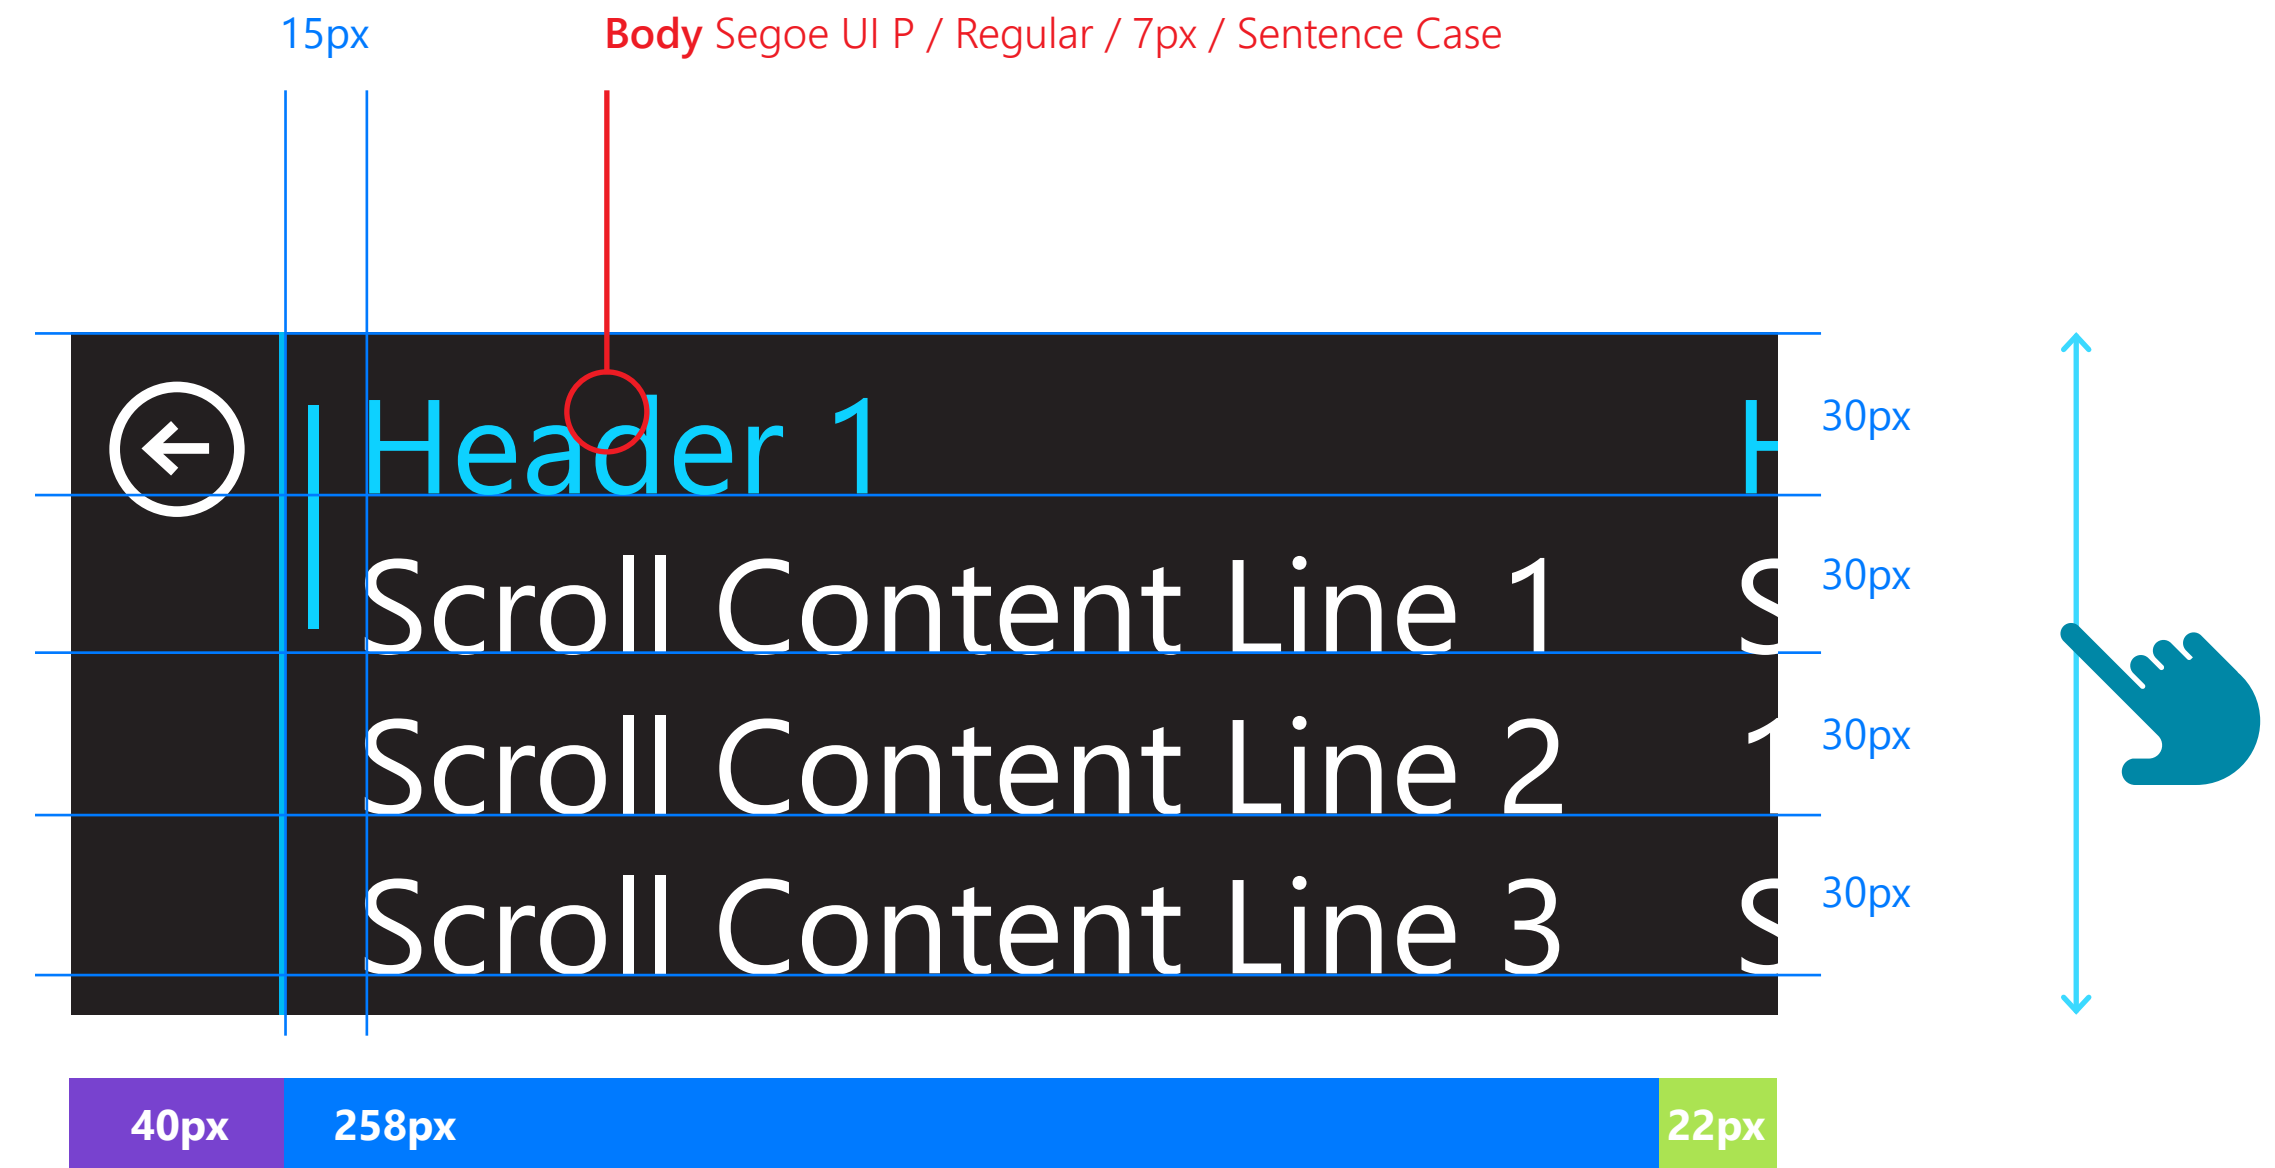 15px
Body Segoe UI P / Regular / 7px / Sentence Case
Header 1
H
30px
Scroll Content Line 1
S
30px
Scroll Content Line 2
1
30px
Scroll Content Line 3
S
30px
40px
258px
22px